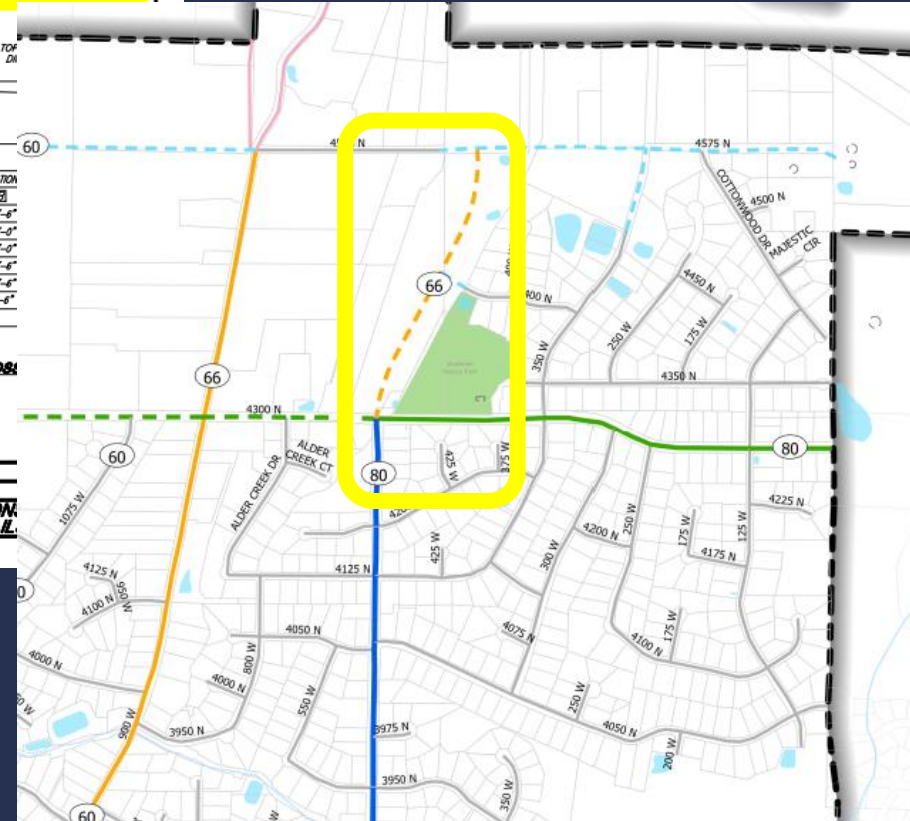 60
4575 N
COTTONWOOD DR
4500 N
MAJESTIC CIR
66
400 N
4450 N
350 W
250 W
175 W
66
4350 N
4300 N
80
60
ALDER CREEK CT
ALDER CREEK DR
425 W
375 W
80
1075 W
4225 N
4200 N
250 W
175 W
125 W
4175 N
425 W
300 W
4125 N
4125 N
950 W
4100 N
4050 N
4075 N
175 W
4100 N
4000 N
800 W
4000 N
550 W
250 W
900 W
3950 N
3975 N
4050 N
200 W
3950 N
350 W
60